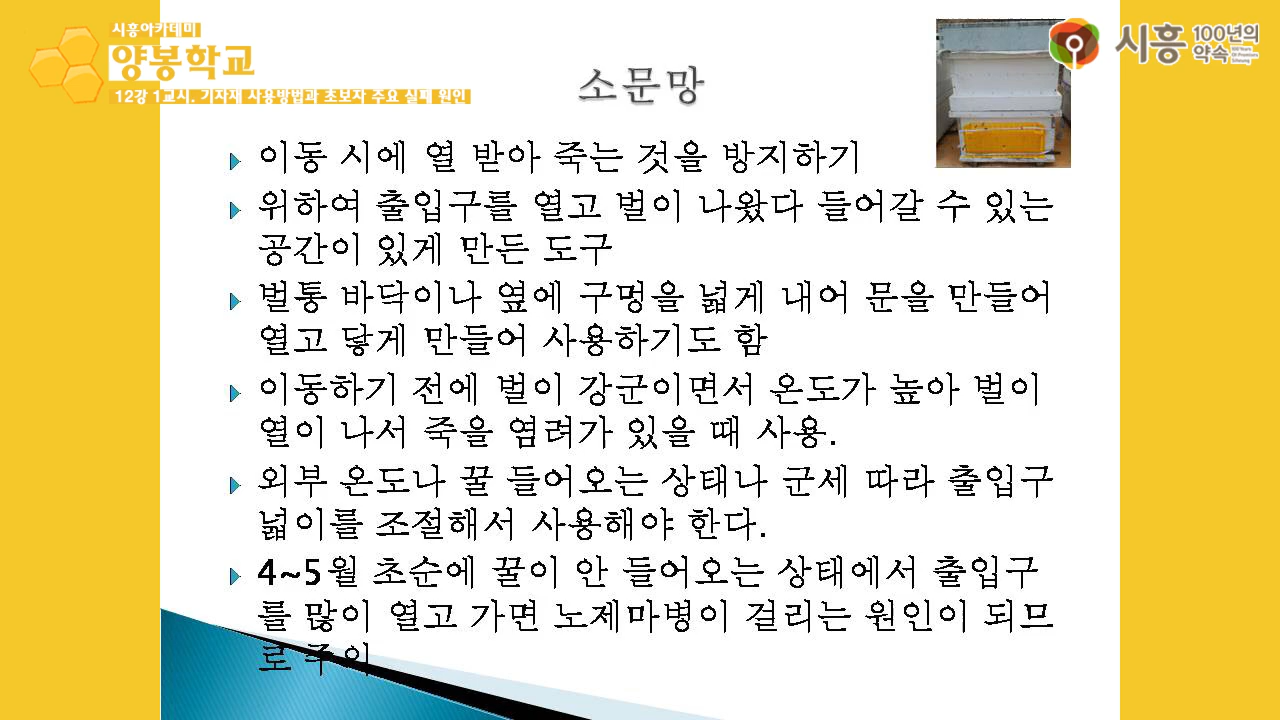 시흥아카데미
양봉학교
12강 1교시. 기자재 사용방법과 초보자 주요 실패 원인
소문망
시흥 100년의
약속
이동 시에 열 받아 죽는 것을 방지하기
위하여 출입구를 열고 벌이 나왔다 들어갈 수 있는
공간이 있게 만든 도구
벌통 바닥이나 옆에 구멍을 넓게 내어 문을 만들어
열고 닿게 만들어 사용하기도 함
이동하기 전에 벌이 강군이면서 온도가 높아 벌이
열이 나서 죽을 염려가 있을 때 사용.
외부 온도나 꿀 들어오는 상태나 군세 따라 출입구
넓이를 조절해서 사용해야 한다.
4~5월 초순에 꿀이 안 들어오는 상태에서 출입구
를 많이 열고 가면 노제마병이 걸리는 원인이 되므
로 주의